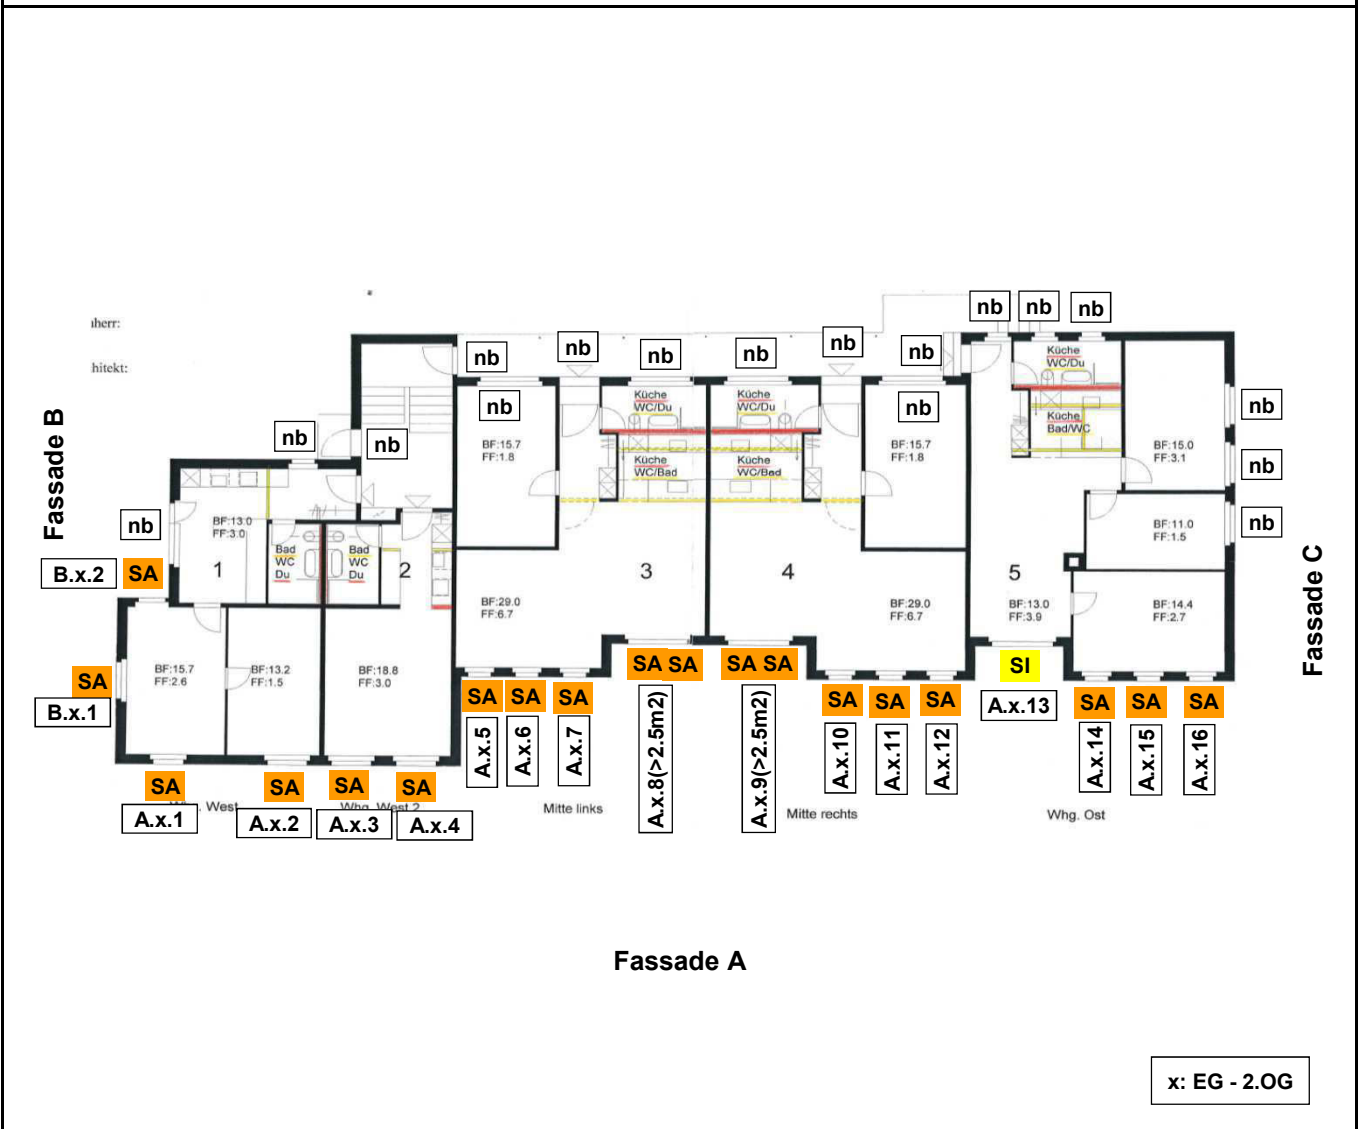 nb
nb
nb
nb
nb
nb
nb
nb
nb
ıherr:
hitekt:
Küche
WC/Du
Küche
WC/Du
Küche
WC/Du
nb
nb
nb
nb
nb
Fassade B
BF:15.7
FF:1.8
BF:15.7
FF:1.8
Küche
WC/Bad
Küche
WC/Bad
Küche
Bad/WC
BF:15.0
FF:3.1
nb
nb
BF:13.0
FF:3.0
BF:11.0
FF:1.5
nb
Bad
WC
Du
Bad
WC
Du
1
2
3
4
5
B.x.2
SA
BF:29.0
FF:6.7
BF:29.0
FF:6.7
BF:13.0
FF:3.9
BF:14.4
FF:2.7
Fassade C
BF:15.7
FF:2.6
BF:13.2
FF:1.5
BF:18.8
FF:3.0
SA
B.x.1
SA SA
SA SA
SI
A.x.13
SA
SA
SA
SA
SA
SA
SA
SA
SA
A.x.5
A.x.6
A.x.7
A.x.8(>2.5m2)
A.x.9(>2.5m2)
A.x.10
A.x.11
A.x.12
A.x.14
A.x.15
A.x.16
SA
SA
SA
SA
West
Whg. West 2
Mitte links
Mitte rechts
Whg. Ost
A.x.1
A.x.2
A.x.3
A.x.4
Fassade A
x: EG - 2.OG